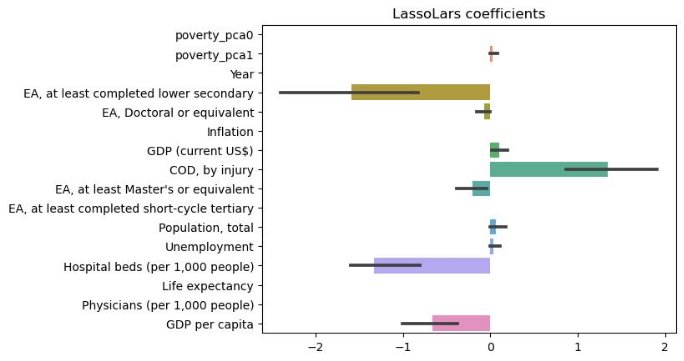 LassoLars coefficients
poverty_pca0
poverty_pca1
Year
EA, at least completed lower secondary
EA, Doctoral or equivalent
Inflation
GDP (current US$)
COD, by injury
EA, at least Master's or equivalent
EA, at least completed short-cycle tertiary
Population, total
Unemployment
Hospital beds (per 1,000 people)
Life expectancy
Physicians (per 1,000 people)
GDP per capita
−2 −1 0 1 2